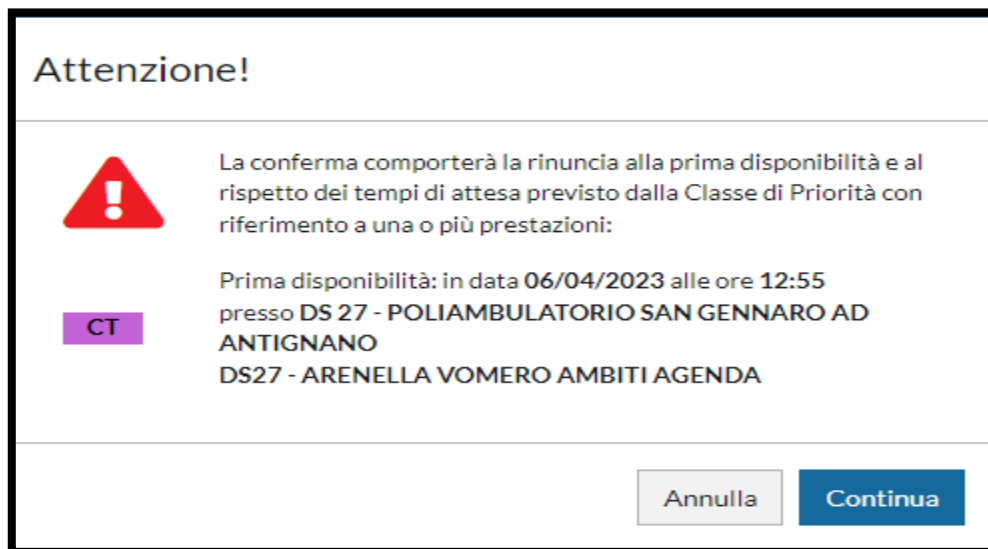 Attenzione!
La conferma comporterà la rinuncia alla prima disponibilità e al
rispetto dei tempi di attesa previsto dalla Classe di Priorità con
riferimento a una o più prestazioni:
Prima disponibilità: in data 06/04/2023 alle ore 12:55
CT
presso DS 27 - POLIAMBULATORIO SAN GENNARO AD
ANTIGNANO
DS27 - ARENELLA VOMERO AMBITI AGENDA
Annulla
Continua